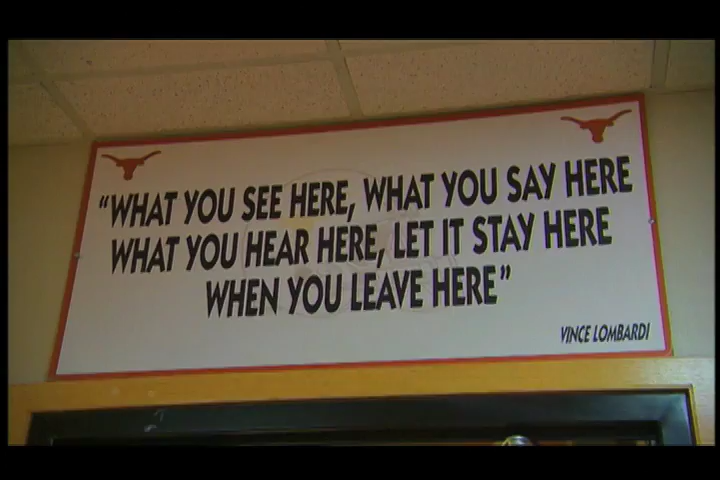 “WHAT YOU SEE HERE, WHAT YOU SAY HERE
WHAT YOU HEAR HERE, LET IT STAY HERE
WHEN YOU LEAVE HERE”
VINCE LOMBARDI